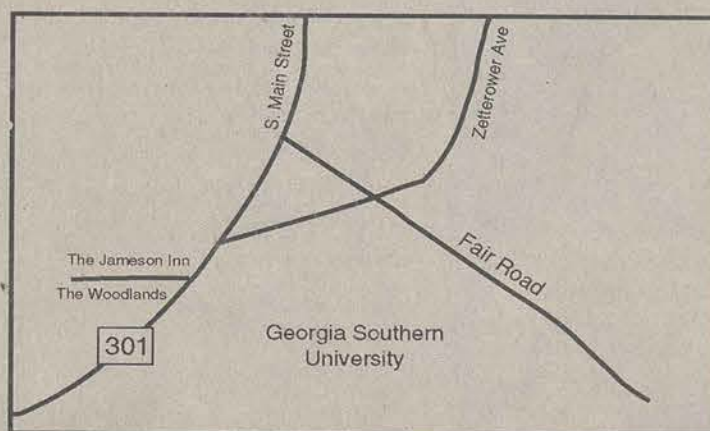 S. Main Street
Zetterower Ave
Fair Road
The Jameson Inn
The Woodlands
301
Georgia Southern
University